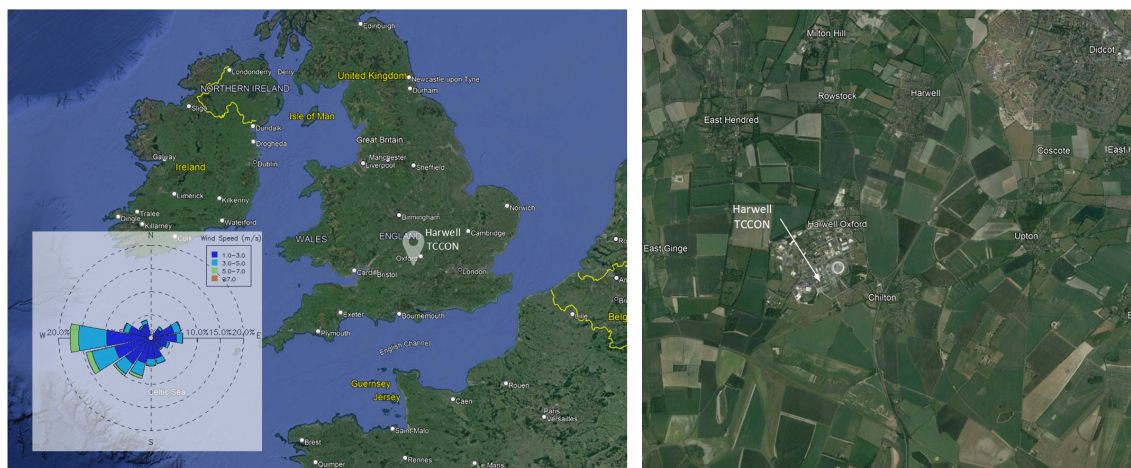 Edinburgh
Londonderry
Derry
NORTHERN IRELAND
United Kingdom
Newcastle upon Tyne
Durham
Sligo
Isle of Man
Dundalk
Drogheda
Great Britain
Galway
Dublin
Manchester
Liverpool
Sheffield
Ireland
Limerick
Kilkenny
Norwich
Tralee
Dingle
Killarney
Waterford
Birmingham
WALES
ENGLAND
Harwell
TCCON
Cambridge
Cork
Oxford
London
Cardiff
Bristol
N
Wind Speed (m/s)
1.0-3.0
3.0-5.0
5.0-7.0
≥7.0
W
20.0%
10.0%
15.0%
20.0%
E
S
Celtic Sea
Exeter
Bournemouth
Plymouth
English Channel
Lille
Belg
Guernsey
Jersey
Rouen
Caen
Paris
Versailles
Brest
Saint-Malo
Quimper
Rennes
Le Mans
Milton Hill
Didcot
Rowstock
Harwell
East Hendred
Coscote
East H
Harwell
TCCON
Harwell Oxford
East Ginge
Upton
Chilton